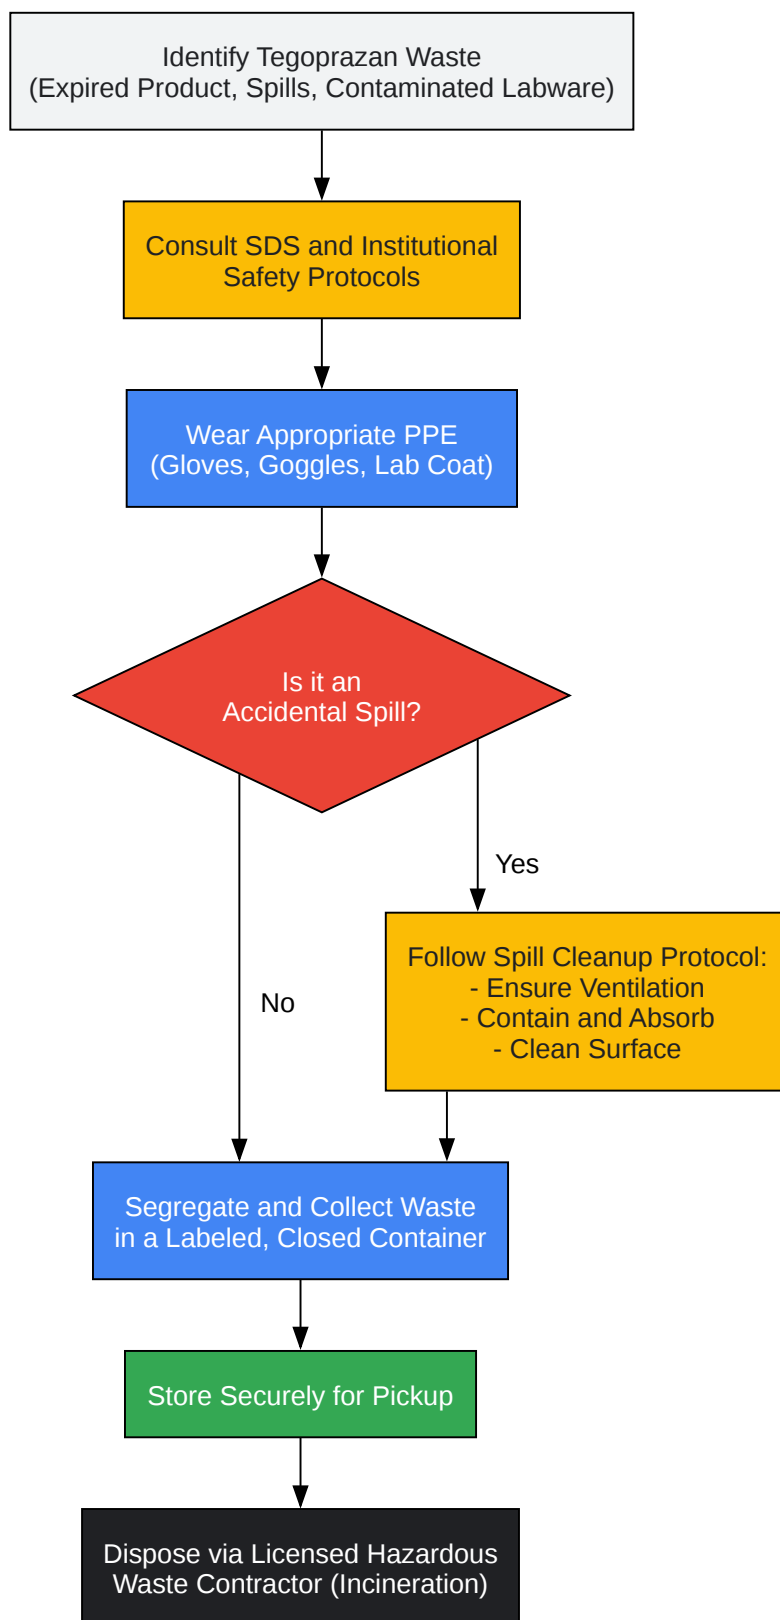 Identify Tegoprazan Waste
(Expired Product, Spills, Contaminated Labware)
Consult SDS and Institutional
Safety Protocols
Wear Appropriate PPE
(Gloves, Goggles, Lab Coat)
Is it an
Accidental Spill?
Yes
Follow Spill Cleanup Protocol:
- Ensure Ventilation
- Contain and Absorb
- Clean Surface
No
Segregate and Collect Waste
in a Labeled, Closed Container
Store Securely for Pickup
Dispose via Licensed Hazardous
Waste Contractor (Incineration)